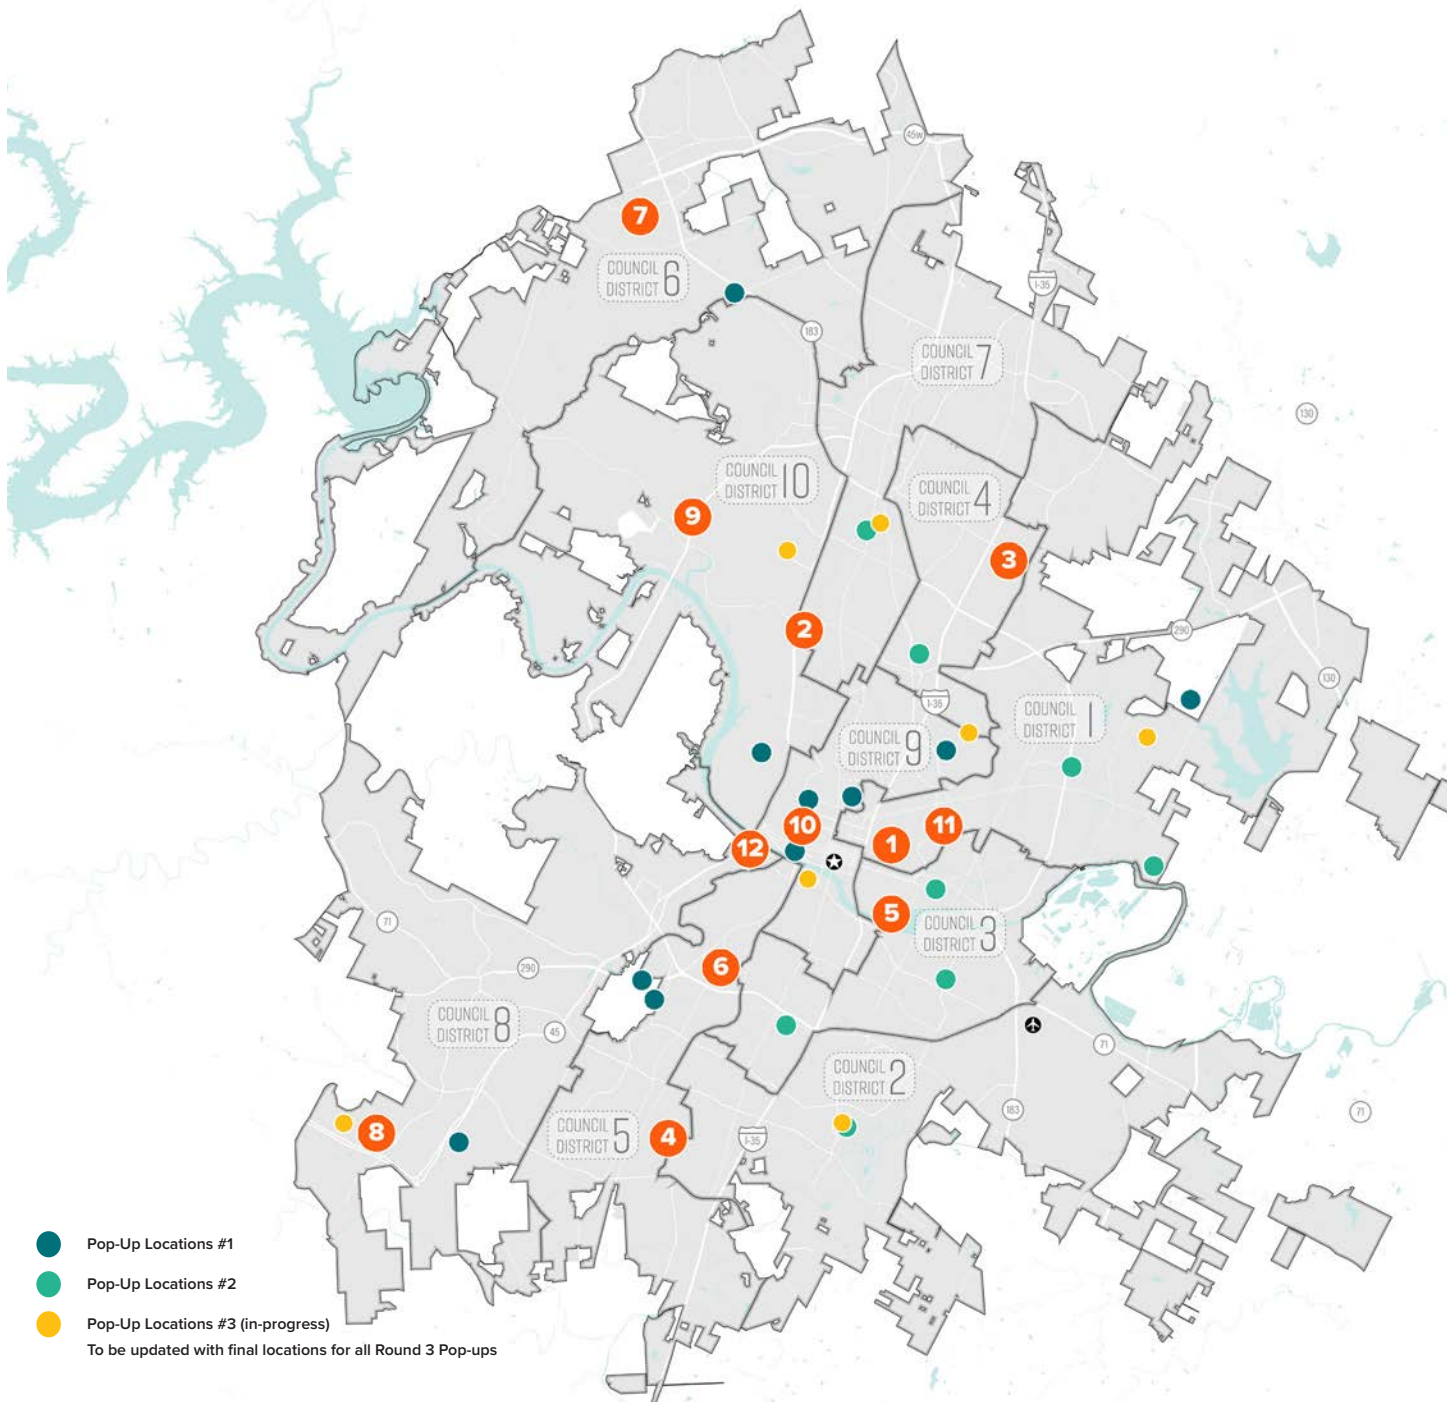 45w
7
COUNCIL
DISTRICT 6
I-35
183
COUNCIL
DISTRICT 7
130
COUNCIL
DISTRICT 10
COUNCIL
DISTRICT 4
9
3
2
290
130
I-35
COUNCIL
DISTRICT 1
COUNCIL
DISTRICT 9
10
11
12
1
5
71
COUNCIL
DISTRICT 3
6
290
COUNCIL
DISTRICT 8
45
71
COUNCIL
DISTRICT 2
183
71
8
COUNCIL
DISTRICT 5
4
I-35
Pop-Up Locations #1
Pop-Up Locations #2
Pop-Up Locations #3 (in-progress)
To be updated with final locations for all Round 3 Pop-ups